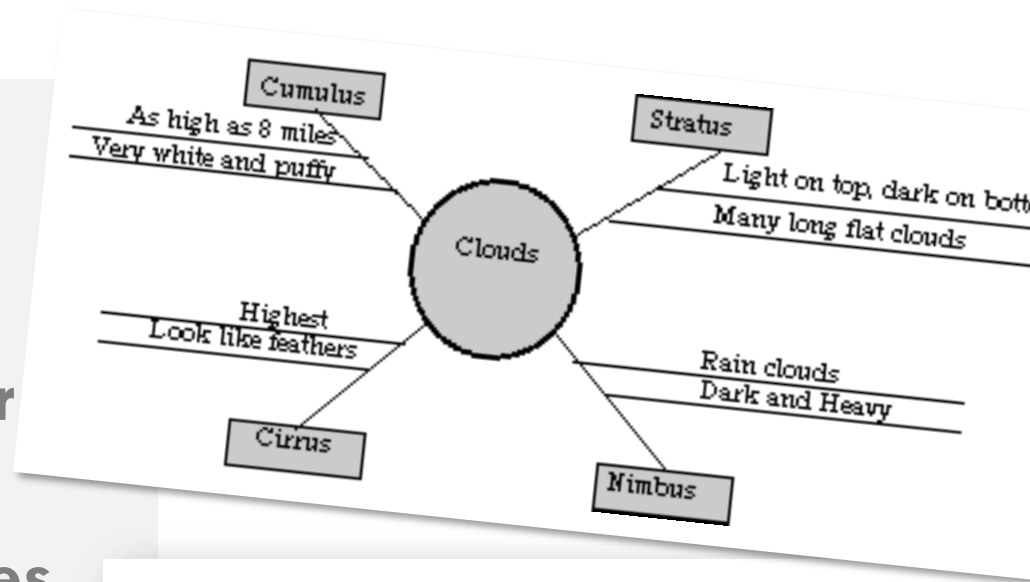 Cumulus
As high as 8 miles
Very white and puffy
Stratus
Light on top, dark on
Many long flat clouds
Clouds
Highest
Look like feathers
Cirrus
Rain clouds
Dark and Heavy
Nimbus